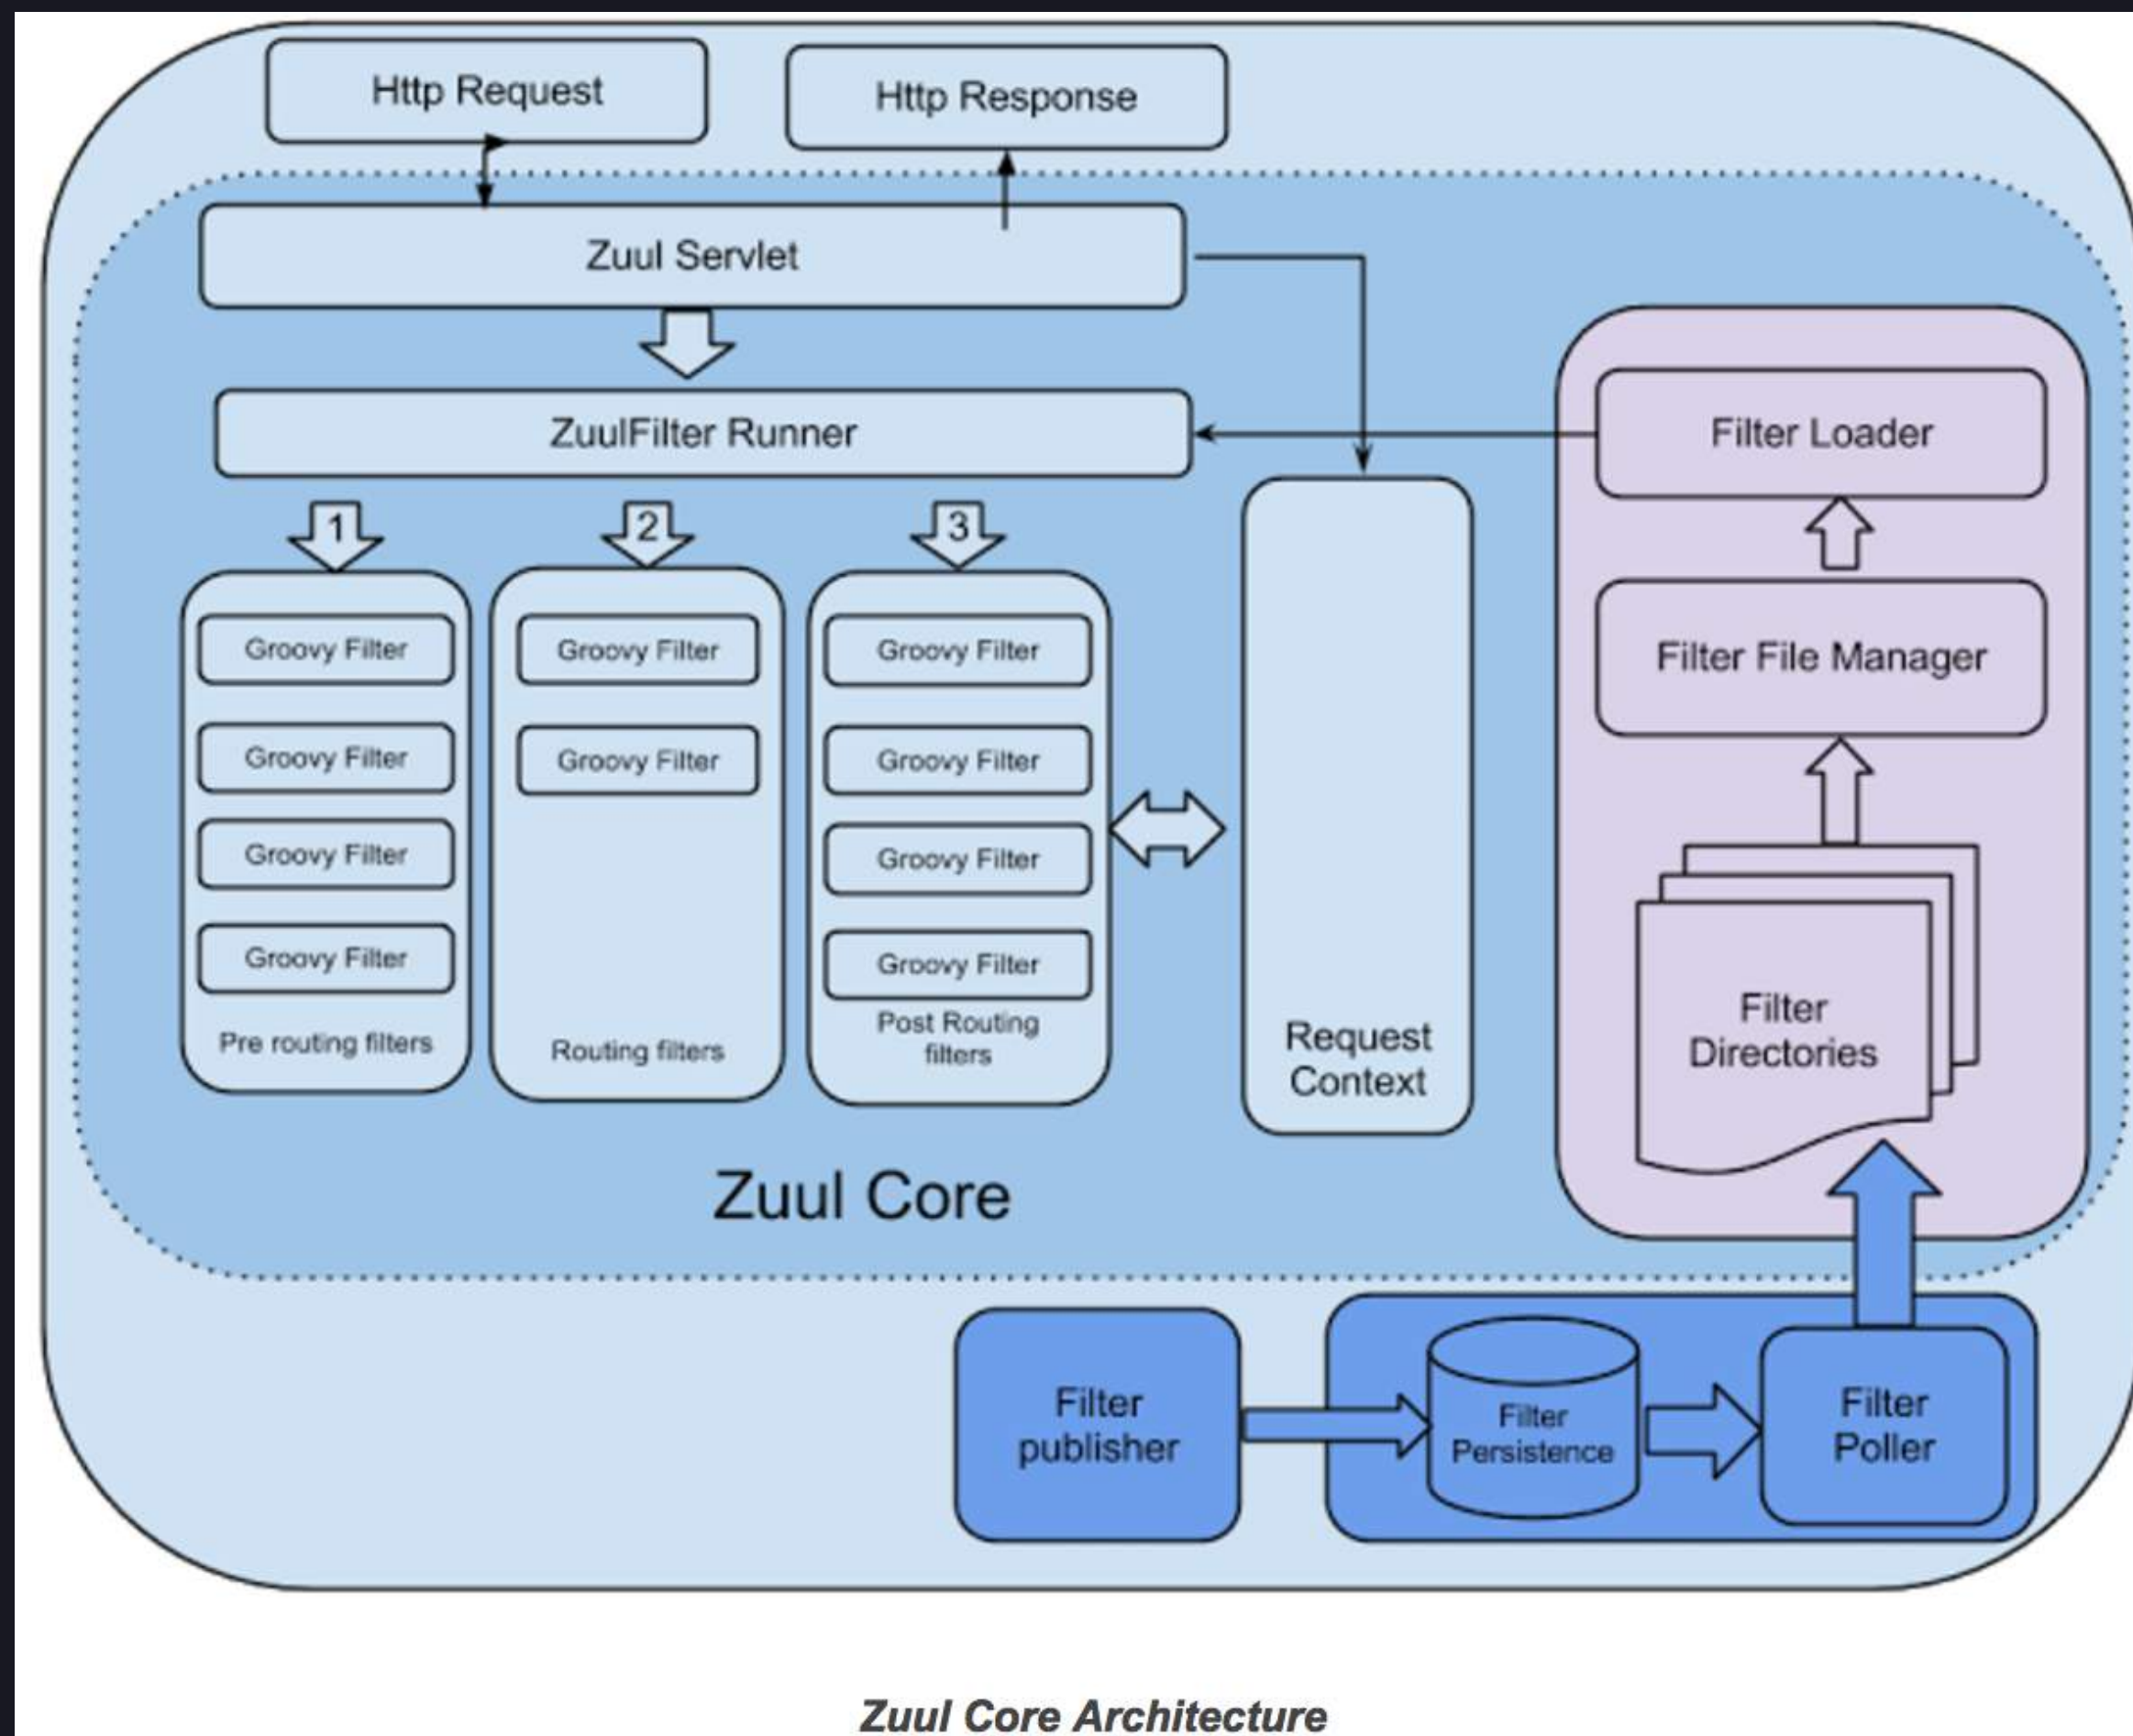 Http Request
Http Response
Zuul Servlet
ZuulFilter Runner
Filter Loader
1
2
3
Groovy Filter
Groovy Filter
Groovy Filter
Groovy Filter
Pre routing filters
Groovy Filter
Groovy Filter
Routing filters
Groovy Filter
Groovy Filter
Groovy Filter
Groovy Filter
Post Routing
filters
Request
Context
Filter File Manager
Filter
Directories
Zuul Core
Filter
publisher
Filter
Persistence
Filter
Poller
Zuul Core Architecture